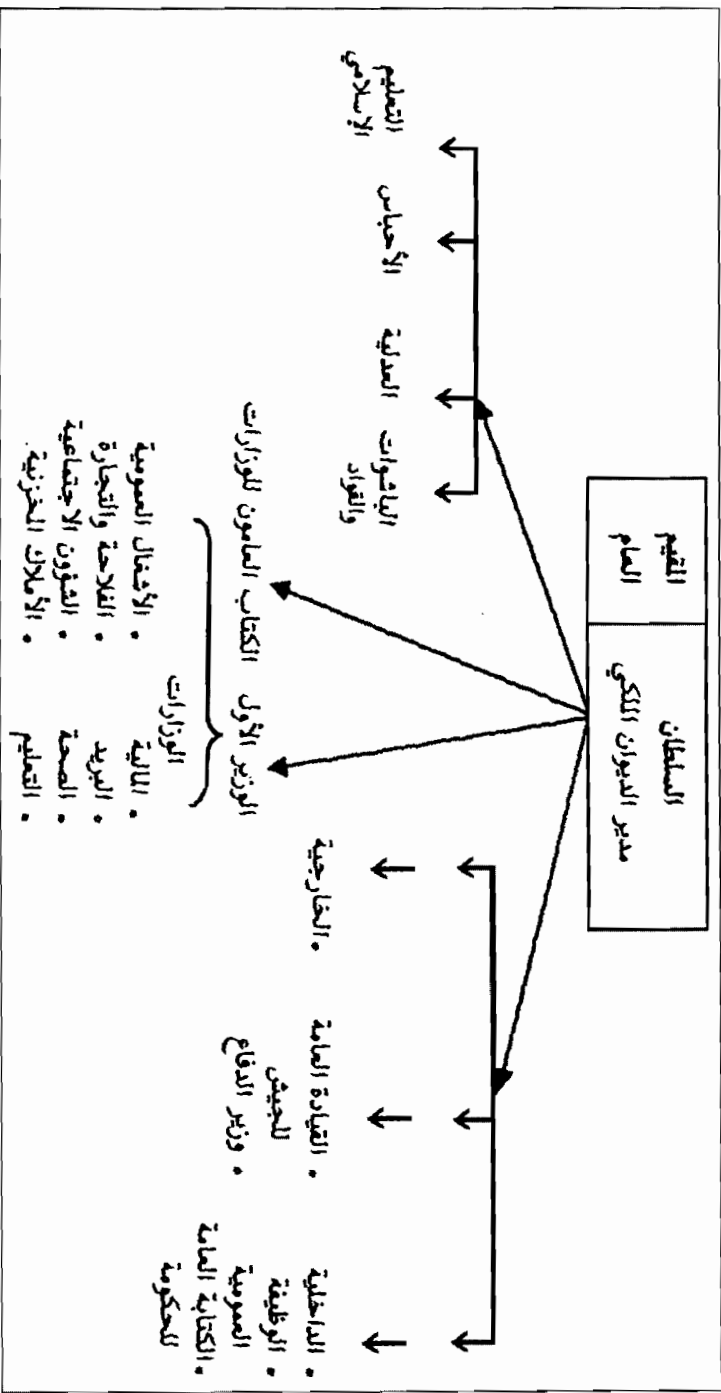 المقيم
العام
السلطان
مدير الديوان الملكي
• الداخلية
• الوظيفة
العمومية
• الكتابة العامة
للحكومة
• القيادة العامة
للجيش
• وزير الدفاع
• الخارجية
الوزير الأول
الكتاب العامون للوزارات
الوزارات
• المالية
• البريد
• الصحة
• التعليم
• الأشغال العمومية
• الفلاحة والتجارة
• الشؤون الاجتماعية
• الأملاك المخزنية.
الباشوات
والقواد
العدلية
الأحباس
التعليم
الإسلامي